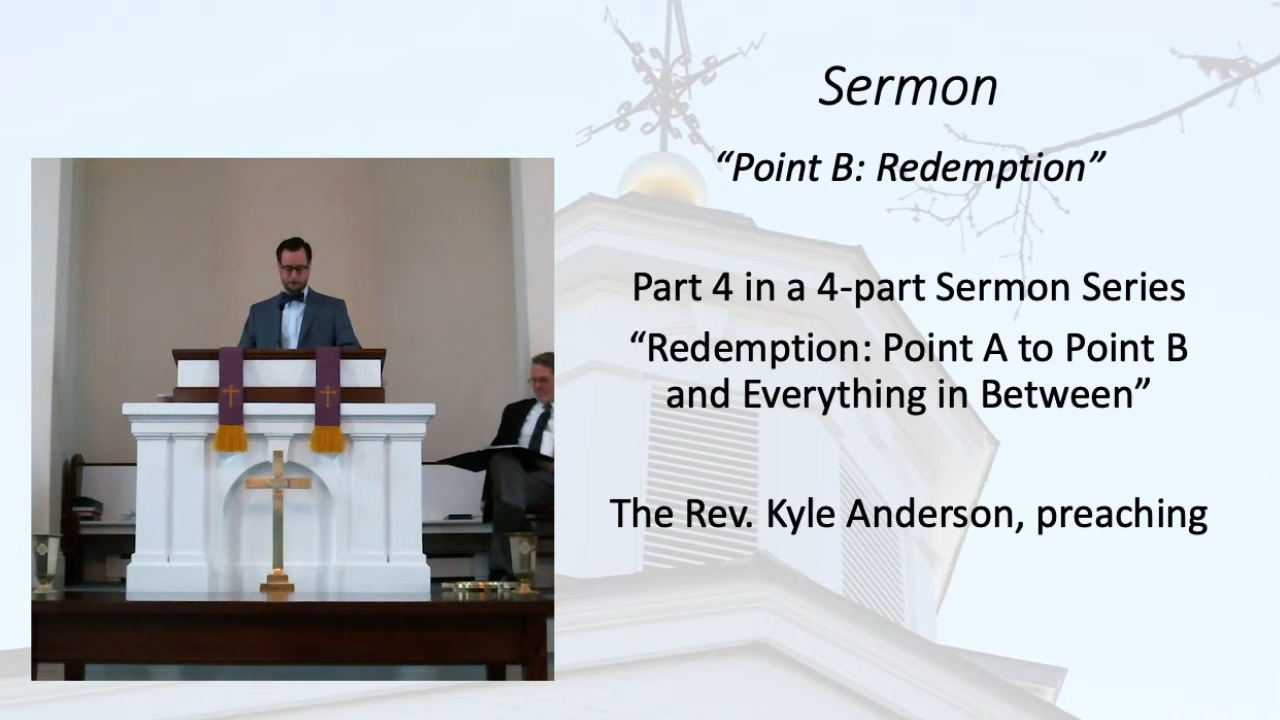 Sermon
“Point B: Redemption”
Part 4 in a 4-part Sermon Series
“Redemption: Point A to Point B
and Everything in Between”
The Rev. Kyle Anderson, preaching